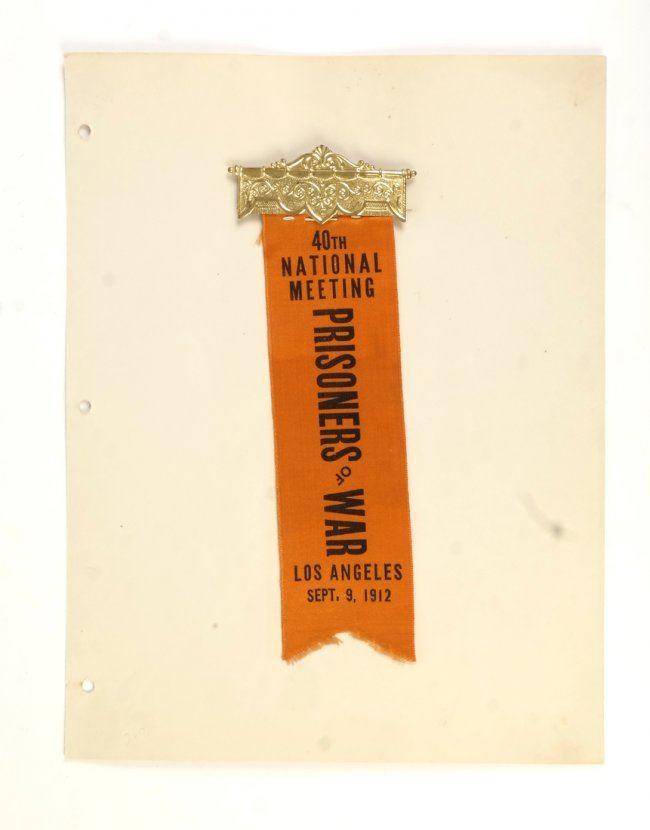 40TH
NATIONAL
MEETING
PRISONERS OF WAR
LOS ANGELES
SEPT. 9, 1912